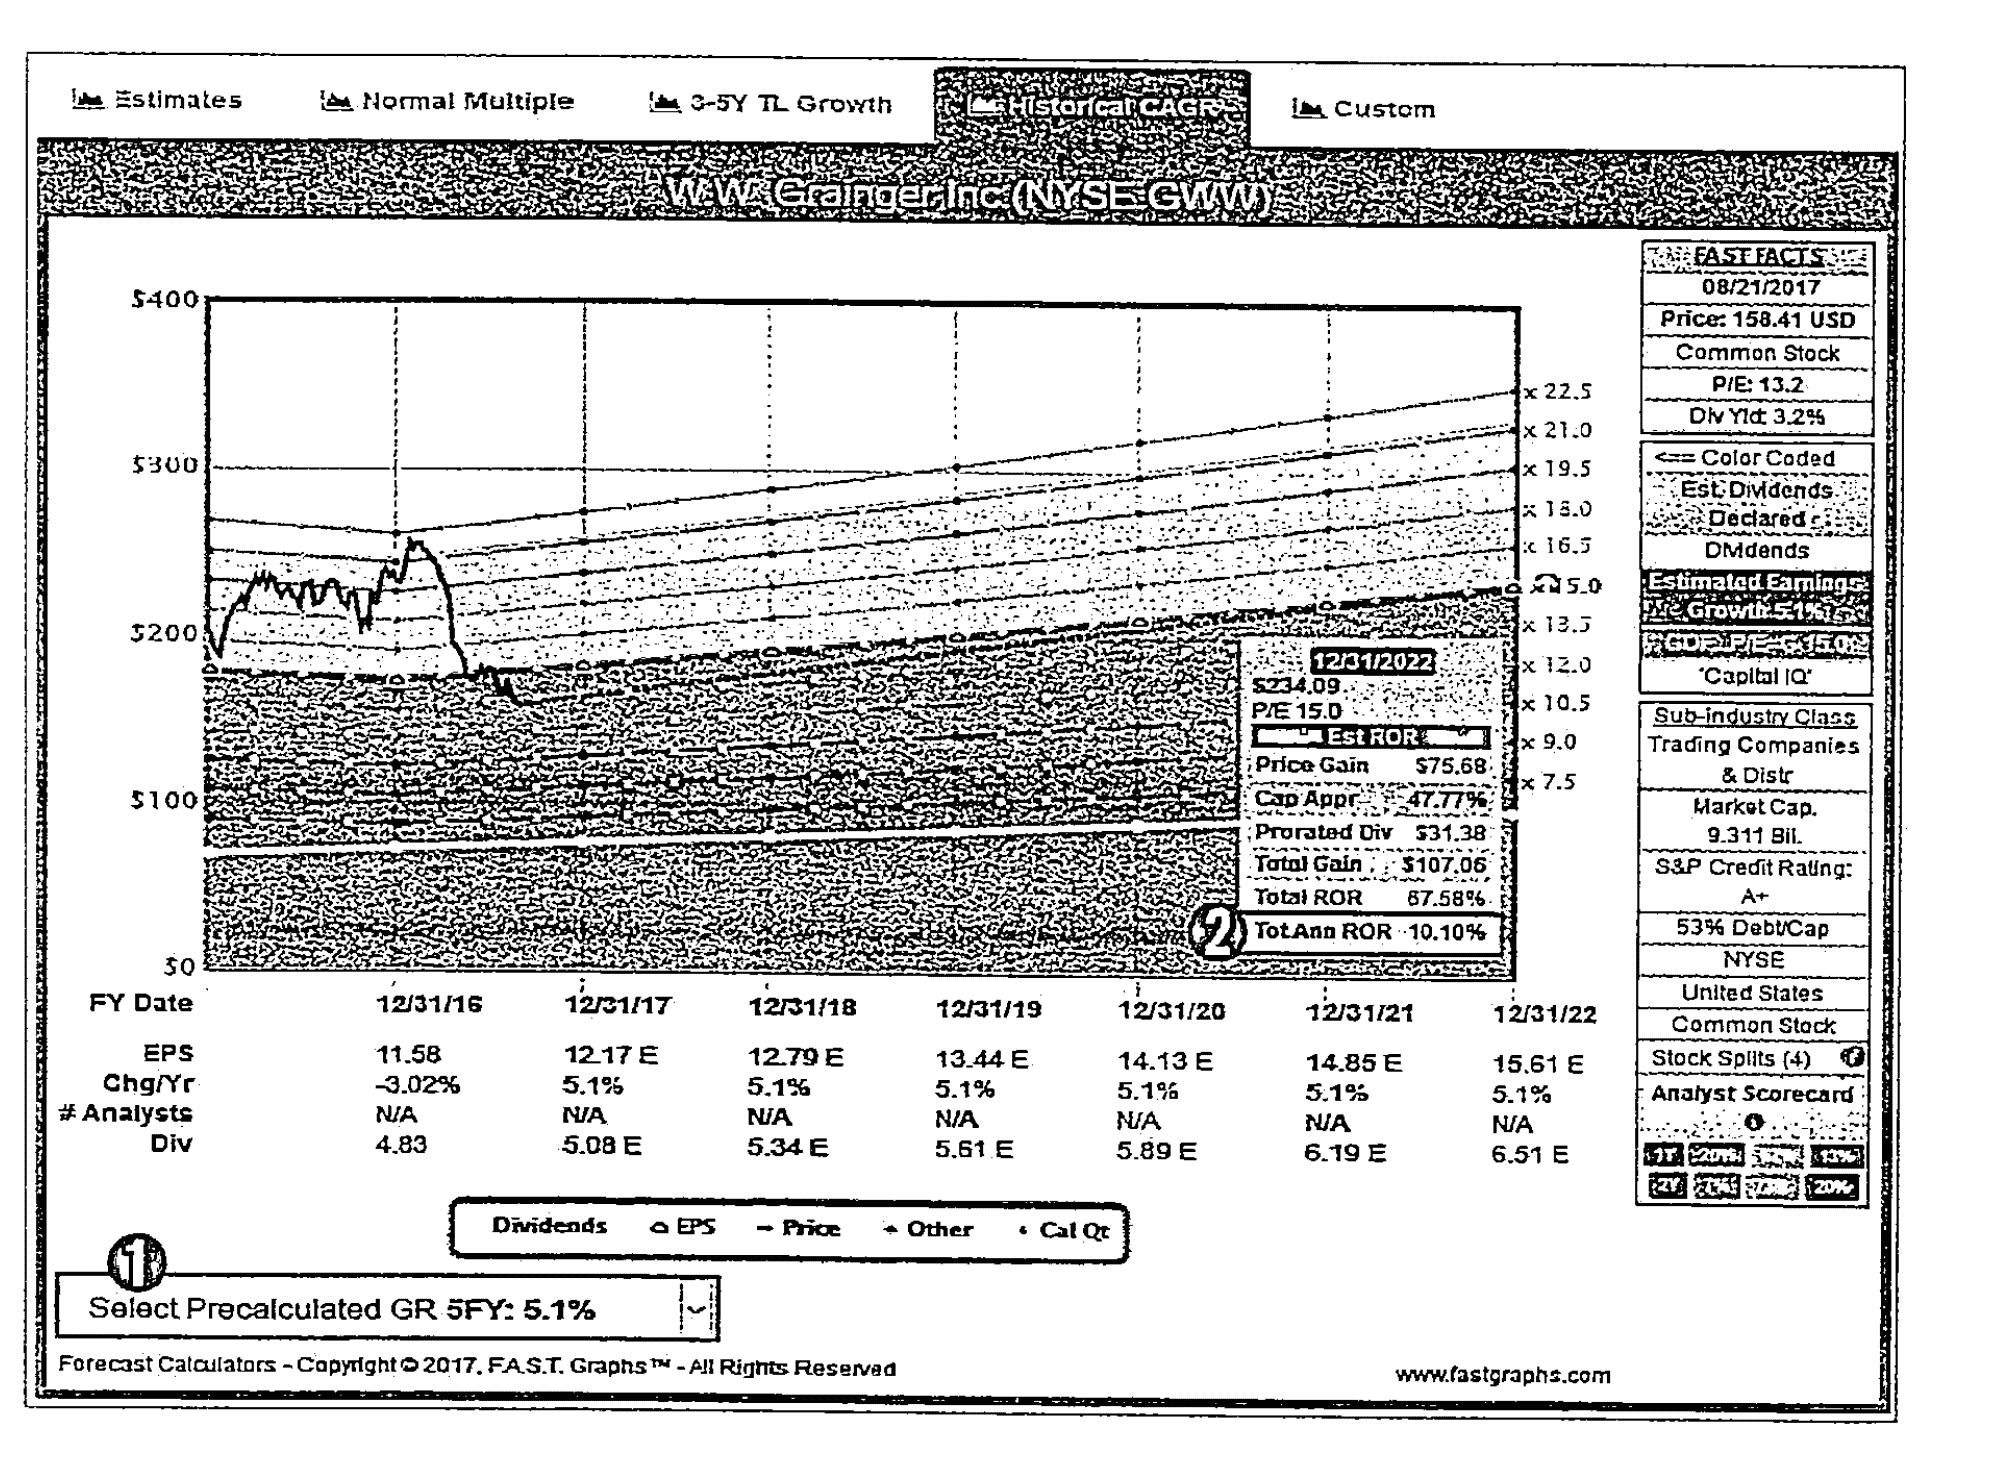 Estimates Normal Multiple 3-5Y TL Growth Historical CAGR Custom
W.W. Grainger,Inc.(NYSE:GWW)
$400
$300
$200
$100
$0
x 22.5
x 21.0
x 19.5
x 18.0
x 16.5
15.0
x 13.5
x 12.0
x 10.5
x 9.0
x 7.5
12/31/2022
$234.09
P/E 15.0
Est ROR
Price Gain $75.68
Cap Appr 47.77%
Prorated Div $31.38
Total Gain $107.06
Total ROR 67.58%
2 Tot Ann ROR 10.10%
FY Date 12/31/16 12/31/17 12/31/18 12/31/19 12/31/20 12/31/21 12/31/22
EPS 11.58 12.17 E 12.79 E 13.44 E 14.13 E 14.85 E 15.61 E
Chg/Yr -3.02% 5.1% 5.1% 5.1% 5.1% 5.1% 5.1%
# Analysts N/A N/A N/A N/A N/A N/A N/A
Div 4.83 5.08 E 5.34 E 5.61 E 5.89 E 6.19 E 6.51 E
Dividends EPS Price Other Cal Qt
1
Select Precalculated GR 5FY: 5.1%
Forecast Calculators - Copyright © 2017, F.A.S.T. Graphs™ - All Rights Reserved
www.fastgraphs.com
FAST FACTS
08/21/2017
Price: 158.41 USD
Common Stock
P/E: 13.2
Div Yld: 3.2%
<== Color Coded
Est. Dividends
Declared
Dividends
Estimated Earnings
Growth 5.1%
GDF P/E = 15.0
"Capital IQ"
Sub-industry Class
Trading Companies
& Distr
Market Cap.
9.311 Bil.
S&P Credit Rating:
A+
53% Debt/Cap
NYSE
United States
Common Stock
Stock Splits (4)
Analyst Scorecard
1Y 20% 13%
2Y 20%